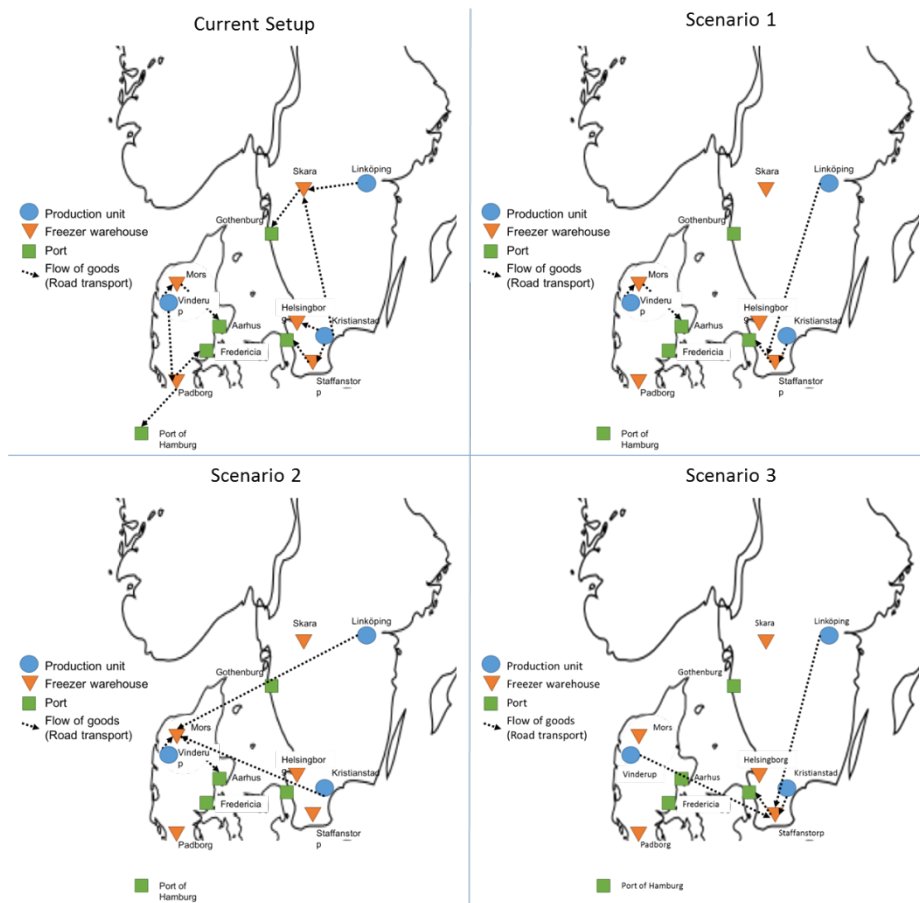 Current Setup
Skara
Linköping
Production unit
Freezer warehouse
Port
Flow of goods
(Road transport)
Gothenburg
Mors
Vinderu
p
Aarhus
Fredericia
Helsingbor
g
Kristianstad
Staffanstor
p
Padborg
Port of
Hamburg
Scenario 1
Skara
Linköping
Production unit
Freezer warehouse
Port
Flow of goods
(Road transport)
Gothenburg
Mors
Vinderu
p
Aarhus
Fredericia
Helsingbor
g
Kristianstad
Staffanstor
p
Padborg
Port of
Hamburg
Scenario 2
Skara
Linköping
Production unit
Freezer warehouse
Port
Flow of goods
(Road transport)
Gothenburg
Mors
Vinderu
p
Aarhus
Fredericia
Helsingbor
g
Kristianstad
Staffanstor
p
Padborg
Port of
Hamburg
Scenario 3
Skara
Linköping
Production unit
Freezer warehouse
Port
Flow of goods
(Road transport)
Gothenburg
Mors
Vinderup
Aarhus
Fredericia
Helsingborg
Kristianstad
Staffanstorp
Padborg
Port of Hamburg